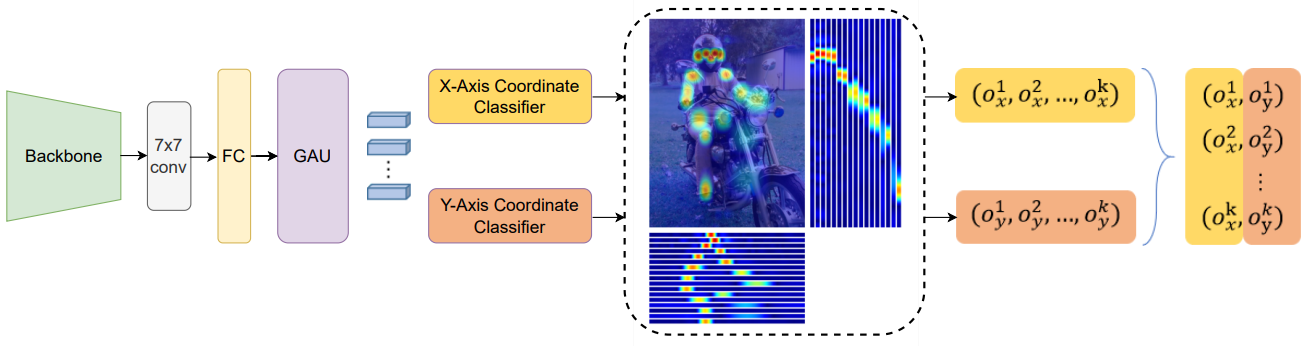 Backbone
7x7
conv
FC
GAU
⋮
X-Axis Coordinate
Classifier
Y-Axis Coordinate
Classifier
(o_x^1, o_x^2, ..., o_x^k)
(o_y^1, o_y^2, ..., o_y^k)
(o_x^1, o_y^1)
(o_x^2, o_y^2)
⋮
(o_x^k, o_y^k)